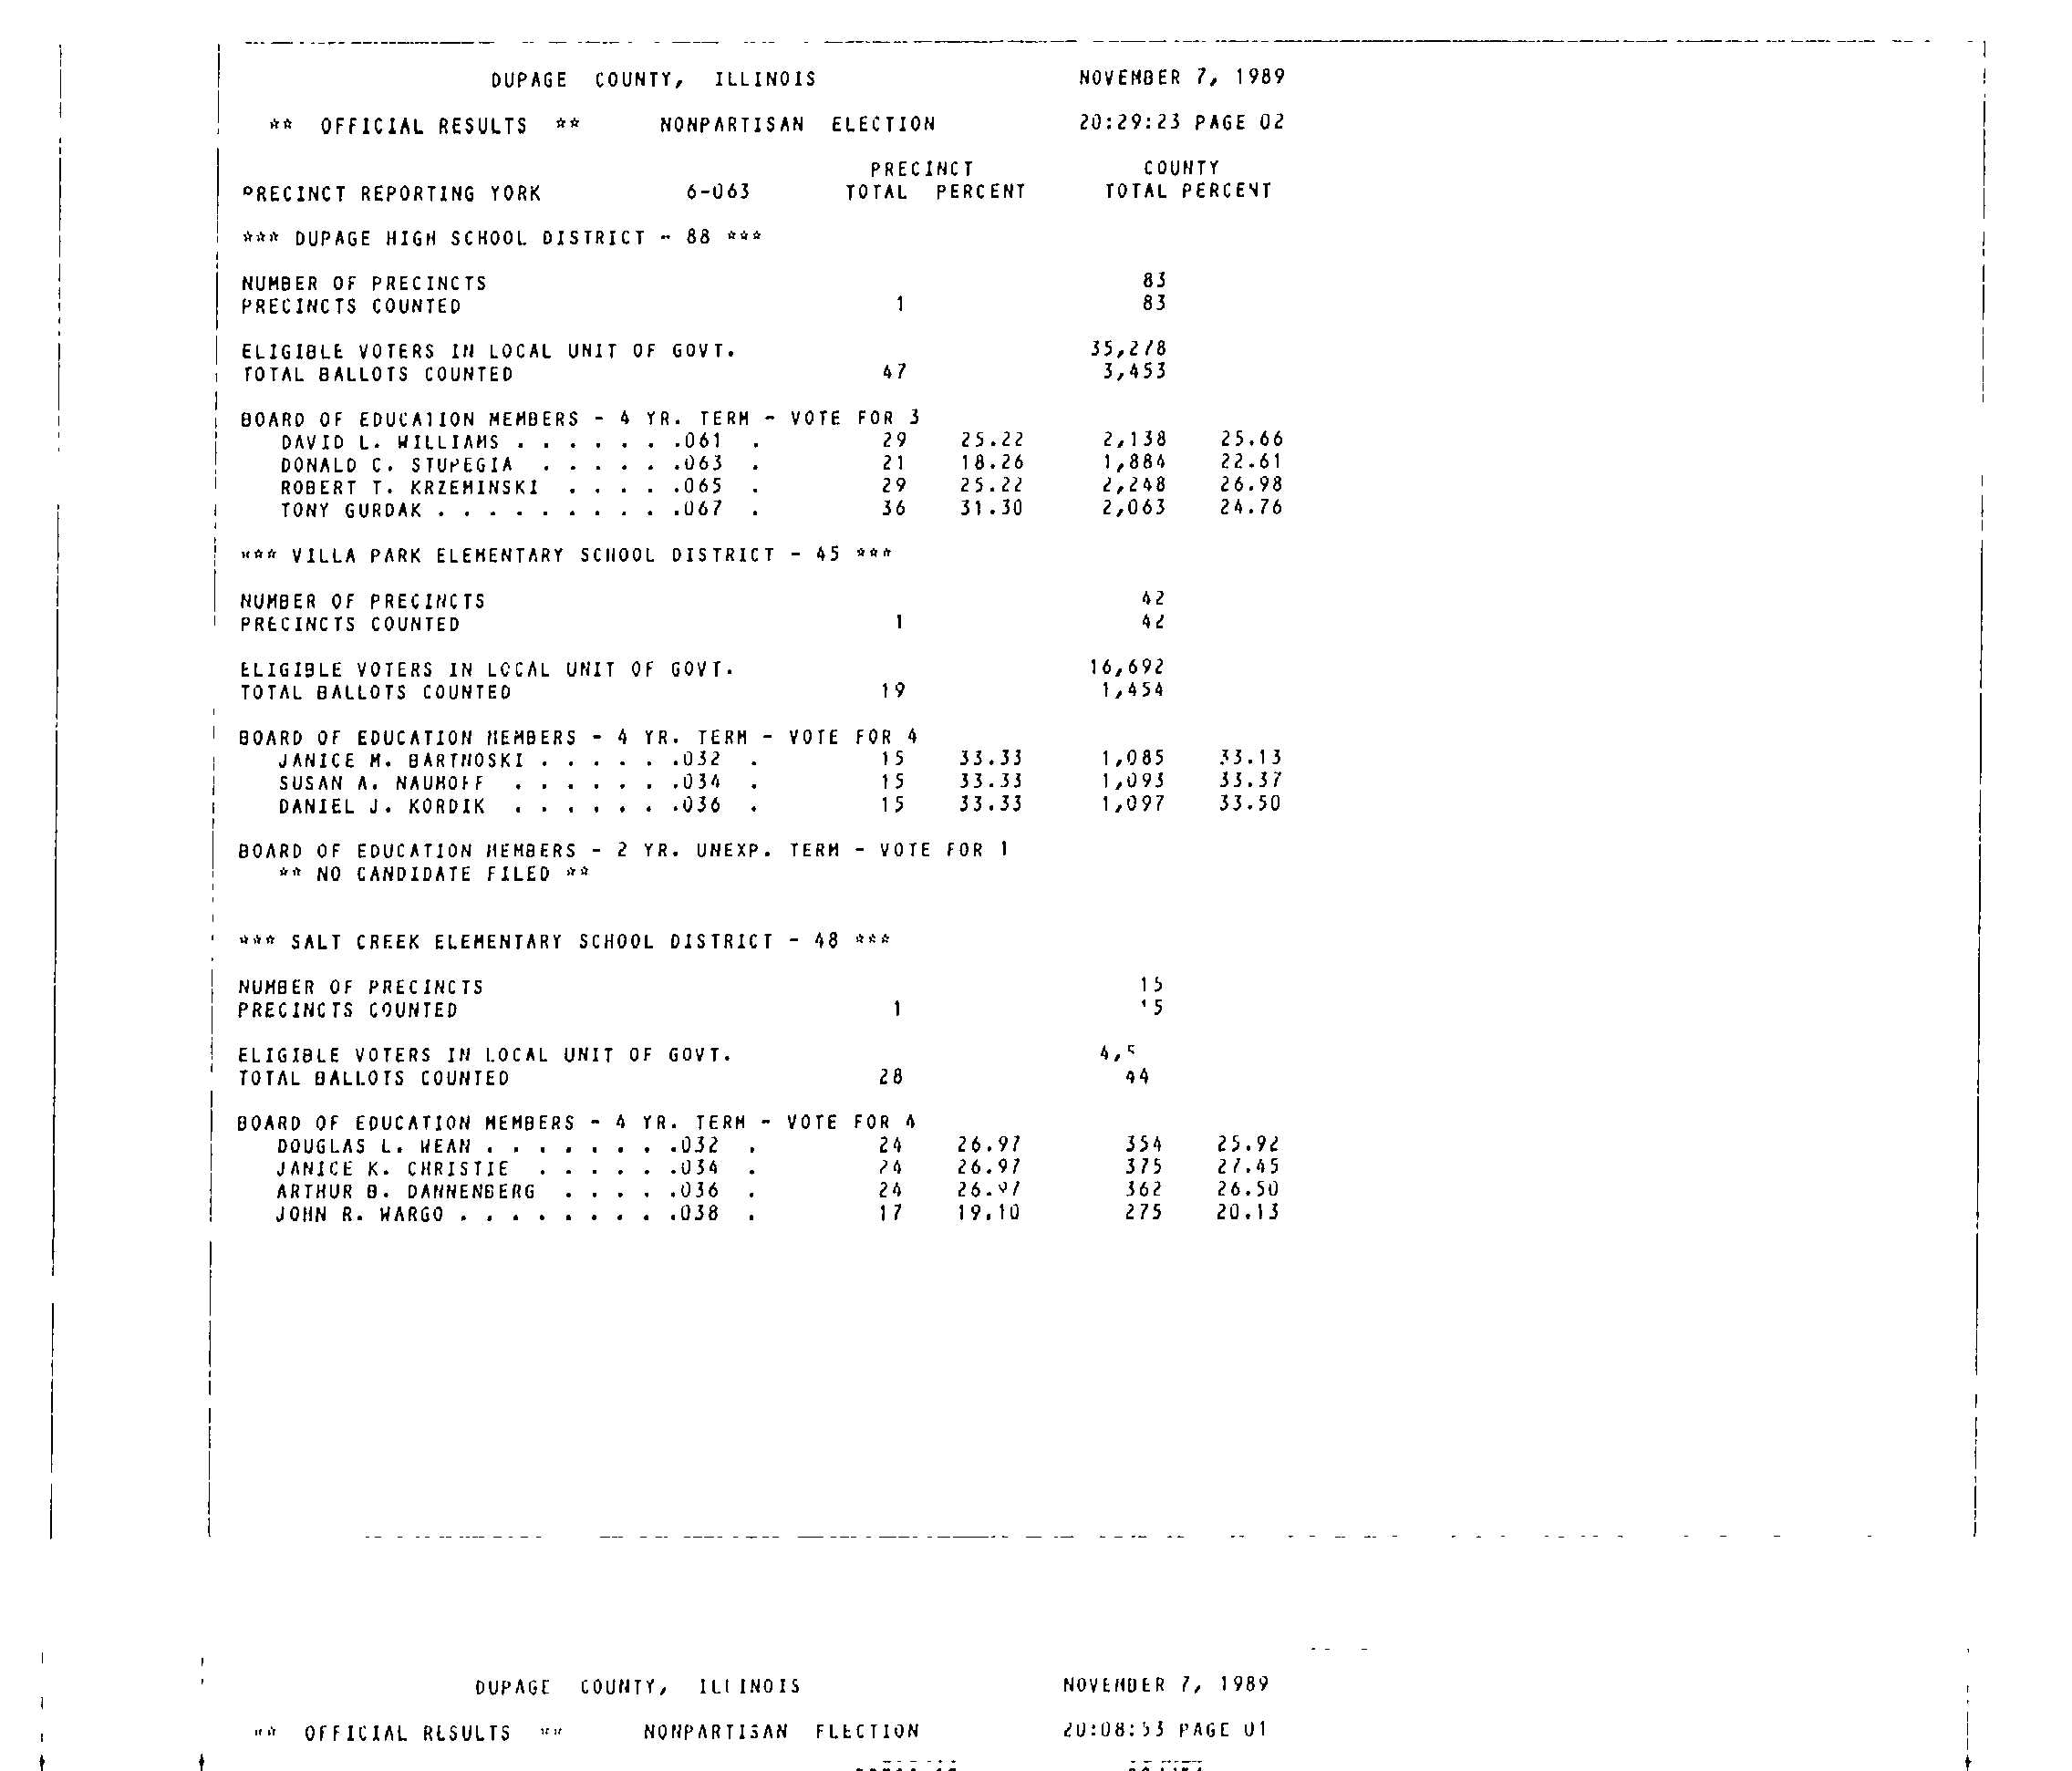 DUPAGE COUNTY, ILLINOIS NOVEMBER 7, 1989
** OFFICIAL RESULTS ** NONPARTISAN ELECTION 20:29:23 PAGE 02
PRECINCT COUNTY
PRECINCT REPORTING YORK 6-063 TOTAL PERCENT TOTAL PERCENT
*** DUPAGE HIGH SCHOOL DISTRICT - 88 ***
NUMBER OF PRECINCTS 83
PRECINCTS COUNTED 1 83
ELIGIBLE VOTERS IN LOCAL UNIT OF GOVT. 35,278
TOTAL BALLOTS COUNTED 47 3,453
BOARD OF EDUCATION MEMBERS - 4 YR. TERM - VOTE FOR 3
DAVID L. WILLIAMS . . . . . . .061 . 29 25.22 2,138 25.66
DONALD C. STUPEGIA . . . . . .063 . 21 18.26 1,884 22.61
ROBERT T. KRZEMINSKI . . . . .065 . 29 25.22 2,248 26.98
TONY GURDAK . . . . . . . . . .067 . 36 31.30 2,063 24.76
*** VILLA PARK ELEMENTARY SCHOOL DISTRICT - 45 ***
NUMBER OF PRECINCTS 42
PRECINCTS COUNTED 1 42
ELIGIBLE VOTERS IN LOCAL UNIT OF GOVT. 16,692
TOTAL BALLOTS COUNTED 19 1,454
BOARD OF EDUCATION MEMBERS - 4 YR. TERM - VOTE FOR 4
JANICE M. BARTNOSKI . . . . . .032 . 15 33.33 1,085 33.13
SUSAN A. NAUMOFF . . . . . . .034 . 15 33.33 1,093 33.37
DANIEL J. KORDIK . . . . . . .036 . 15 33.33 1,097 33.50
BOARD OF EDUCATION MEMBERS - 2 YR. UNEXP. TERM - VOTE FOR 1
** NO CANDIDATE FILED **
*** SALT CREEK ELEMENTARY SCHOOL DISTRICT - 48 ***
NUMBER OF PRECINCTS 15
PRECINCTS COUNTED 1 15
ELIGIBLE VOTERS IN LOCAL UNIT OF GOVT.
TOTAL BALLOTS COUNTED 28
BOARD OF EDUCATION MEMBERS - 4 YR. TERM - VOTE FOR 4
DOUGLAS L. WEAN . . . . . . . .032 . 24 26.97 354 25.92
JANICE K. CHRISTIE . . . . . .034 . 24 26.97 375 27.45
ARTHUR B. DANNENBERG . . . . .036 . 24 26.97 362 26.50
JOHN R. WARGO . . . . . . . . .038 . 17 19.10 275 20.13
DUPAGE COUNTY, ILLINOIS NOVEMBER 7, 1989
** OFFICIAL RESULTS ** NONPARTISAN ELECTION 20:08:53 PAGE 01